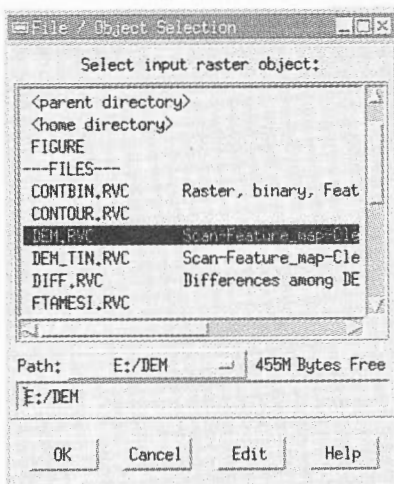 File / Object Selection
Select input raster object:
<parent directory>
<home directory>
FIGURE
---FILES---
CONTBIN.RVC Raster, binary, Feat
CONTOUR.RVC
DEM.RVC Scan-Feature_map-Cle
DEM_TIN.RVC Scan-Feature_map-Cle
DIFF.RVC Differences among DE
FTAMESI.RVC
Path: E:/DEM 455M Bytes Free
E:/DEM
OK Cancel Edit Help